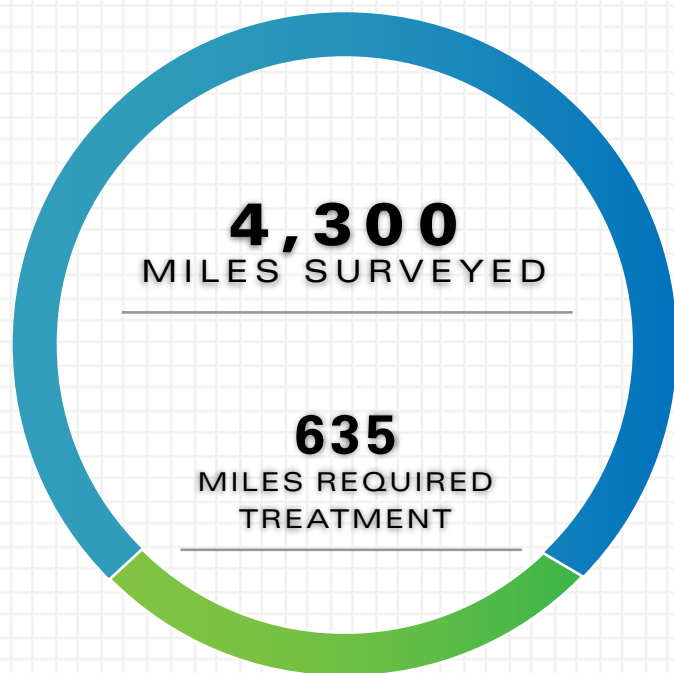 4,300
MILES SURVEYED
635
MILES REQUIRED
TREATMENT